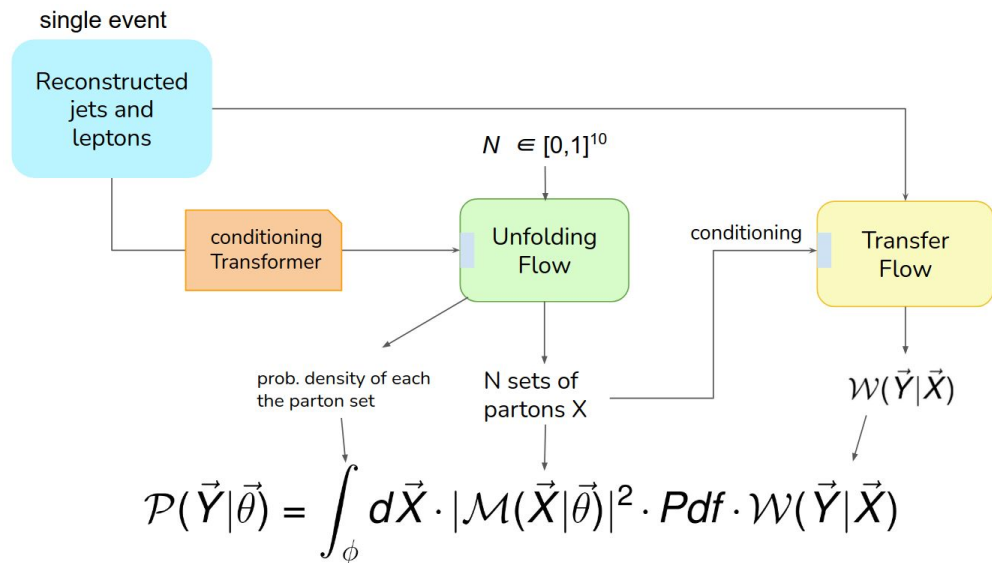 single event
Reconstructed
jets and
leptons
N ∈ [0,1]¹⁰
conditioning
Transformer
Unfolding
Flow
conditioning
Transfer
Flow
prob. density of each
the parton set
N sets of
partons X
𝒲(Y⃗|X⃗)
𝒫(Y⃗|θ⃗) = ∫_ϕ dX⃗ · |ℳ(X⃗|θ⃗)|² · Pdf · 𝒲(Y⃗|X⃗)